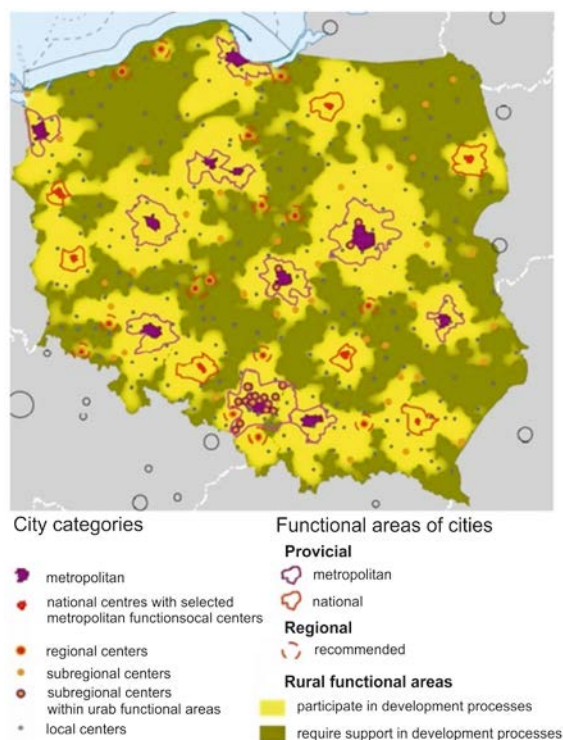 City categories
metropolitan
national centres with selected
metropolitan functionsocal centers
regional centers
subregional centers
subregional centers
within urab functional areas
local centers
Functional areas of cities
Provicial
metropolitan
national
Regional
recommended
Rural functional areas
participate in development processes
require support in development processes